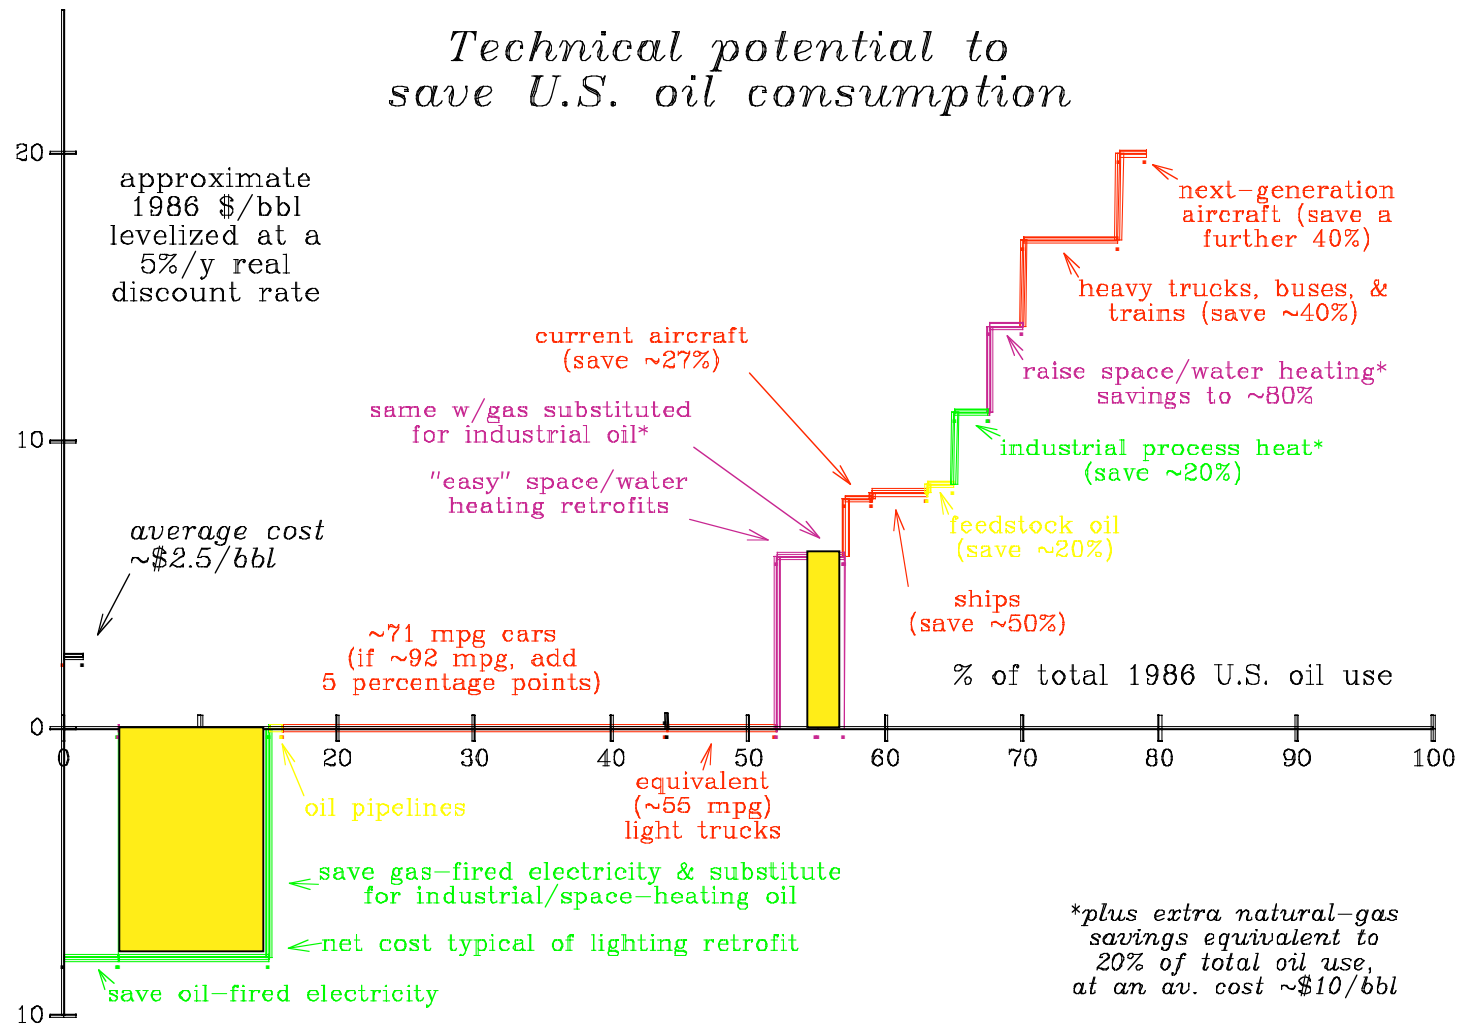 Technical potential to
save U.S. oil consumption
20
approximate
1986 $/bbl
levelized at a
5%/y real
discount rate
next-generation
aircraft (save a
further 40%)
heavy trucks, buses, &
trains (save ~40%)
current aircraft
(save ~27%)
raise space/water heating*
savings to ~80%
same w/gas substituted
for industrial oil*
10
industrial process heat*
(save ~20%)
"easy" space/water
heating retrofits
feedstock oil
(save ~20%)
average cost
~$2.5/bbl
ships
(save ~50%)
~71 mpg cars
(if ~92 mpg, add
5 percentage points)
% of total 1986 U.S. oil use
0
0 20 30 40 50 60 70 80 90 100
equivalent
(~55 mpg)
light trucks
oil pipelines
save gas-fired electricity & substitute
for industrial/space-heating oil
net cost typical of lighting retrofit
save oil-fired electricity
*plus extra natural-gas
savings equivalent to
20% of total oil use,
at an av. cost ~$10/bbl
10